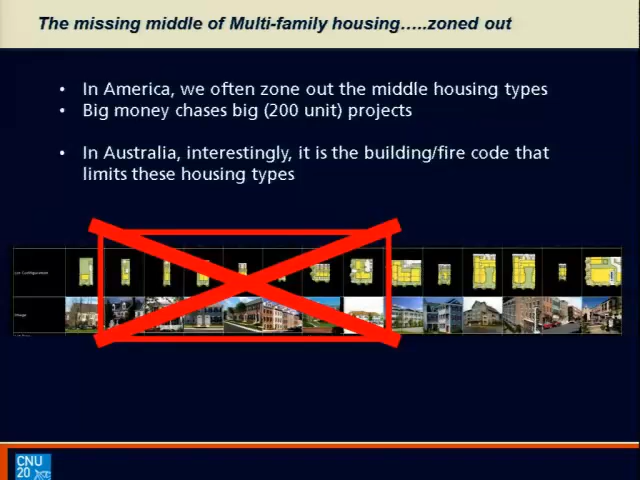 The missing middle of Multi-family housing…..zoned out
• In America, we often zone out the middle housing types
• Big money chases big (200 unit) projects
• In Australia, interestingly, it is the building/fire code that
limits these housing types
Configuration
Image
CNU
20